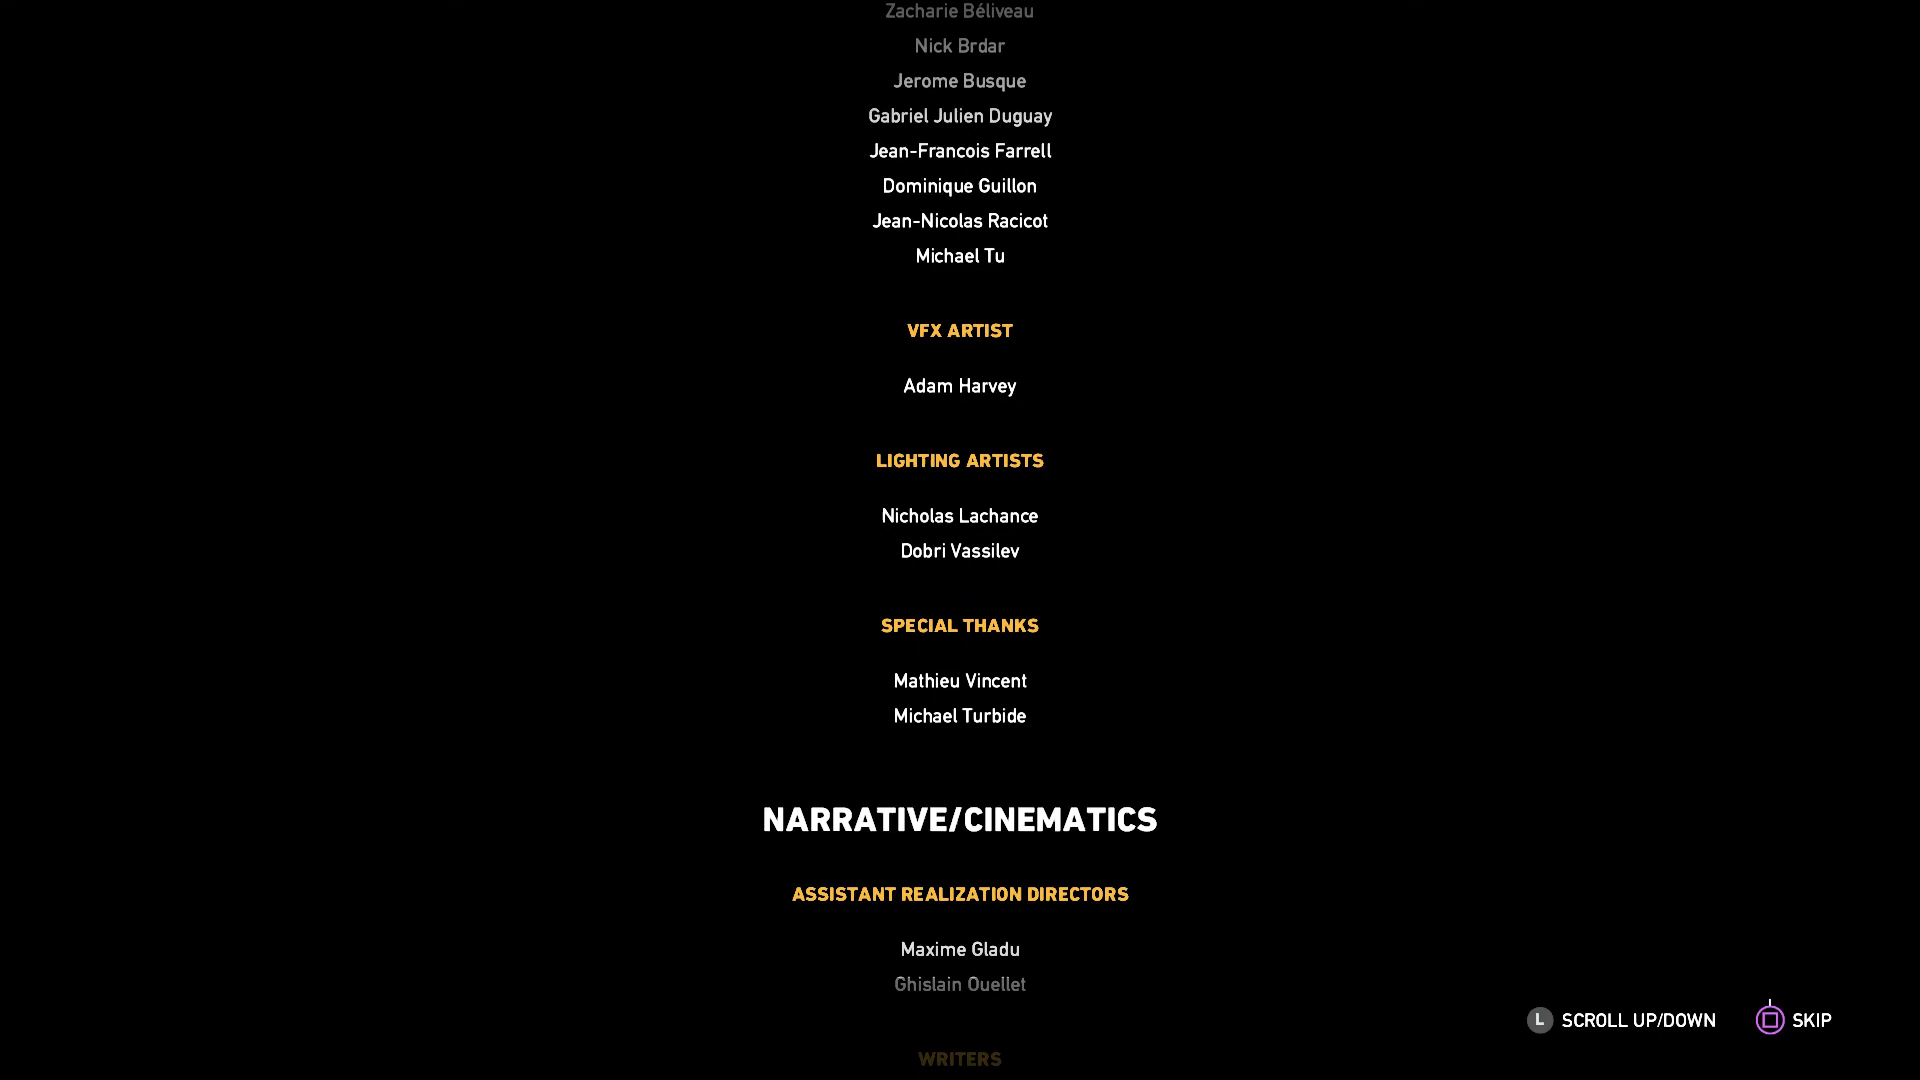 Zacharie Béliveau
Nick Brdar
Jerome Busque
Gabriel Julien Duguay
Jean-Francois Farrell
Dominique Guillon
Jean-Nicolas Racicot
Michael Tu
VFX ARTIST
Adam Harvey
LIGHTING ARTISTS
Nicholas Lachance
Dobri Vassilev
SPECIAL THANKS
Mathieu Vincent
Michael Turbide
NARRATIVE/CINEMATICS
ASSISTANT REALIZATION DIRECTORS
Maxime Gladu
Ghislain Ouellet
L SCROLL UP/DOWN SKIP
WRITERS